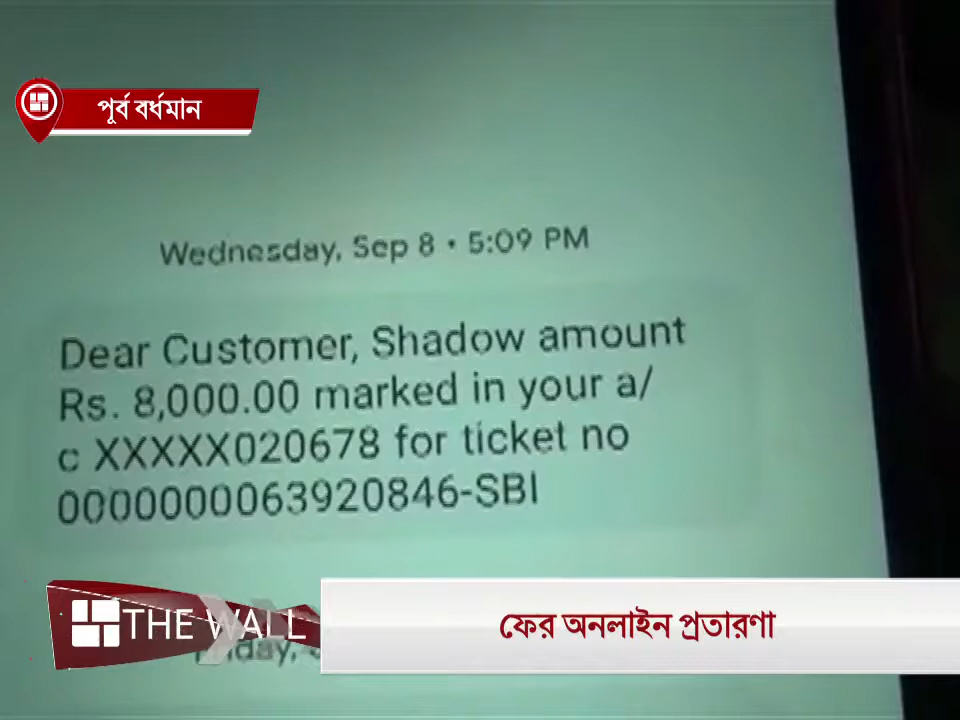 পূর্ব বর্ধমান
Wednesday, Sep 8 • 5:09 PM
Dear Customer, Shadow amount
Rs. 8,000.00 marked in your a/
c XXXXX020678 for ticket no
0000000063920846-SBI
THE WALL
ফের অনলাইন প্রতারণা